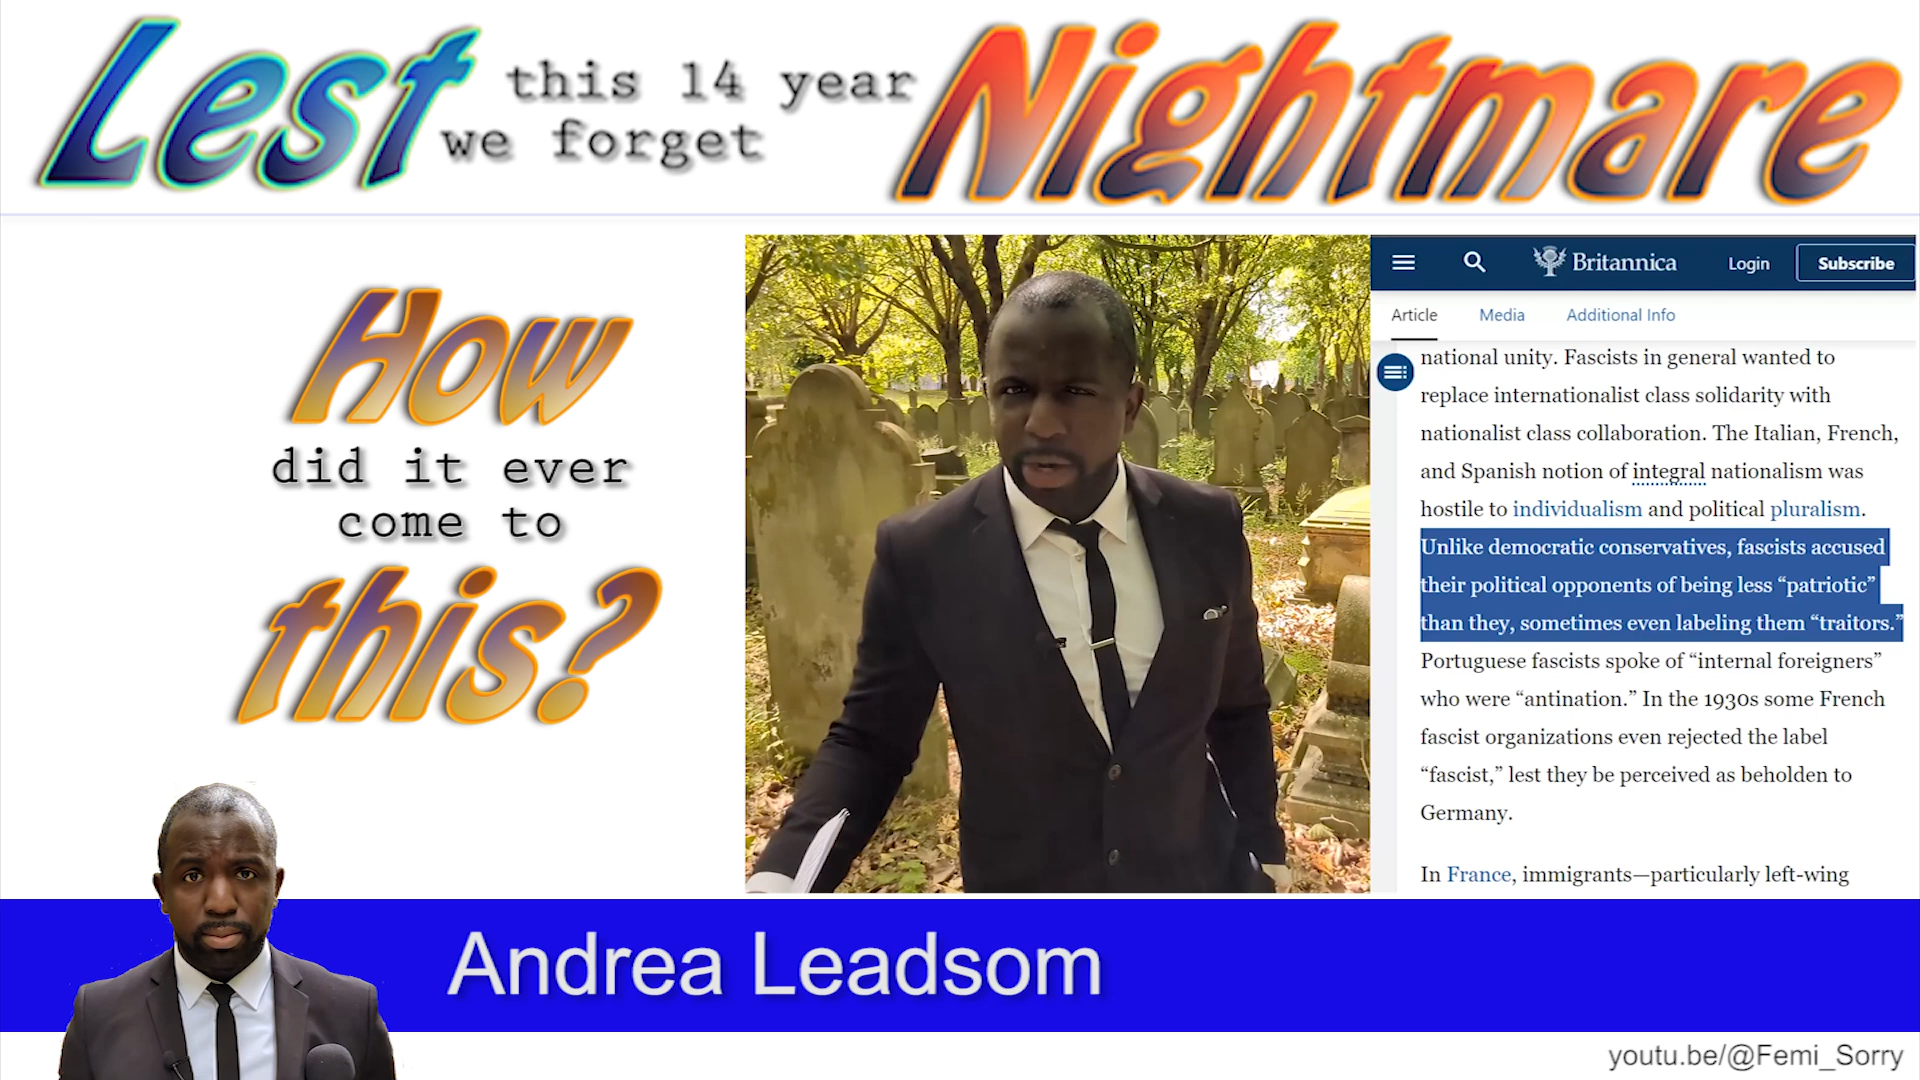 Lest this 14 year Nightmare
we forget
How
did it ever
come to
this?
Britannica Login Subscribe
Article Media Additional Info
national unity. Fascists in general wanted to
replace internationalist class solidarity with
nationalist class collaboration. The Italian, French,
and Spanish notion of integral nationalism was
hostile to individualism and political pluralism.
Unlike democratic conservatives, fascists accused
their political opponents of being less “patriotic”
than they, sometimes even labeling them “traitors.”
Portuguese fascists spoke of “internal foreigners”
who were “antination.” In the 1930s some French
fascist organizations even rejected the label
“fascist,” lest they be perceived as beholden to
Germany.
In France, immigrants—particularly left-wing
Andrea Leadsom
youtu.be/@Femi_Sorry